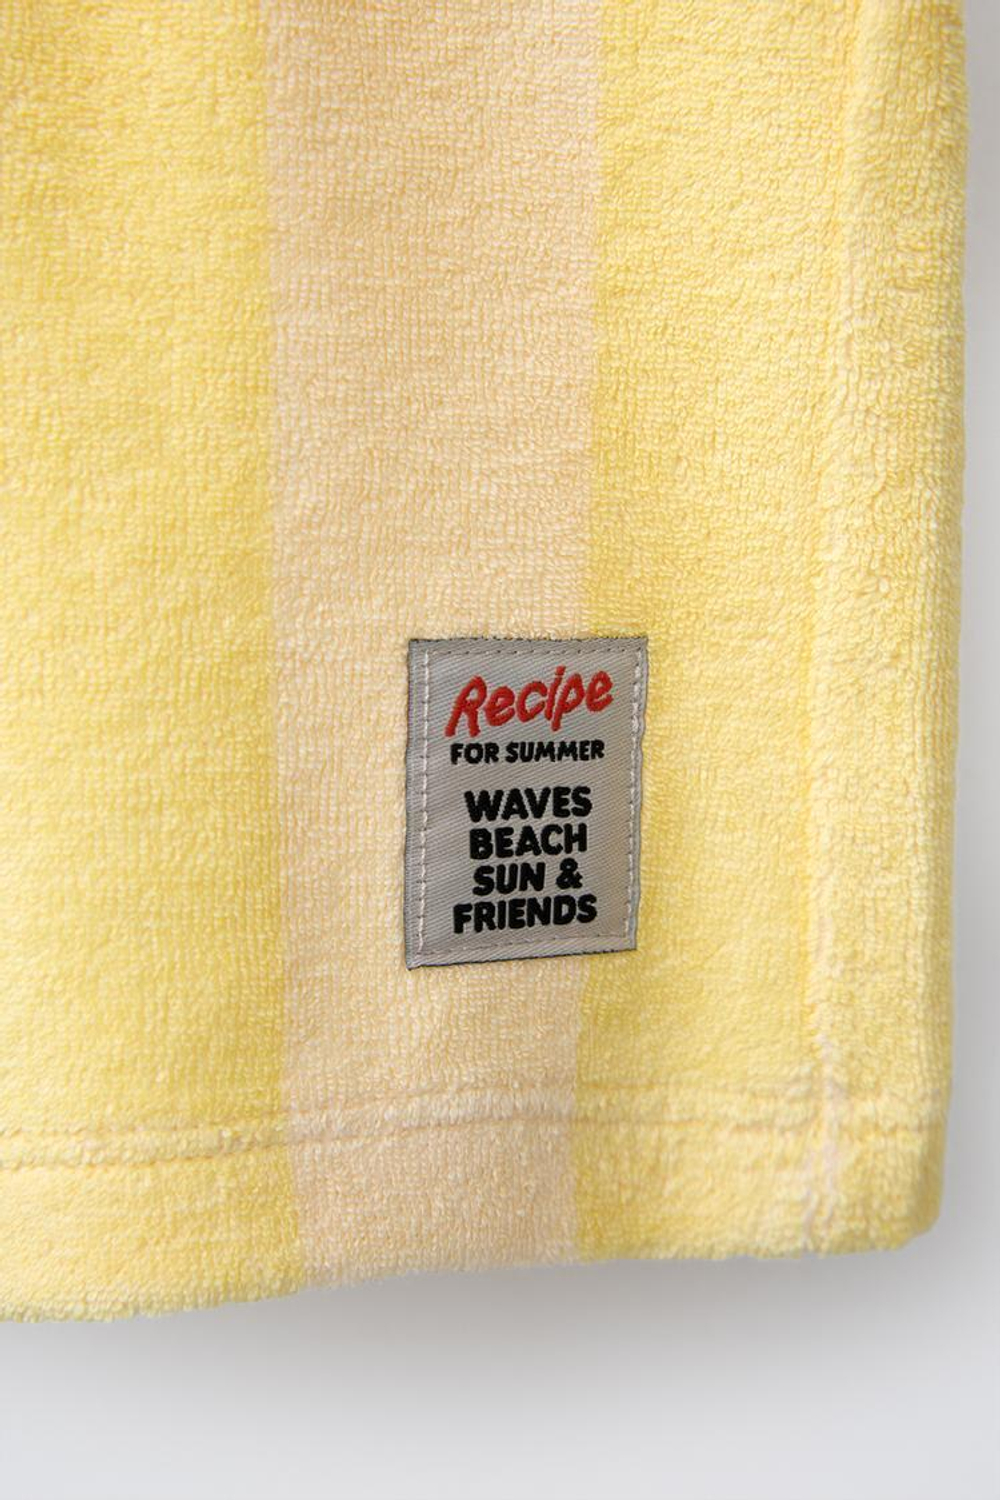 Recipe
FOR SUMMER
WAVES
BEACH
SUN &
FRIENDS